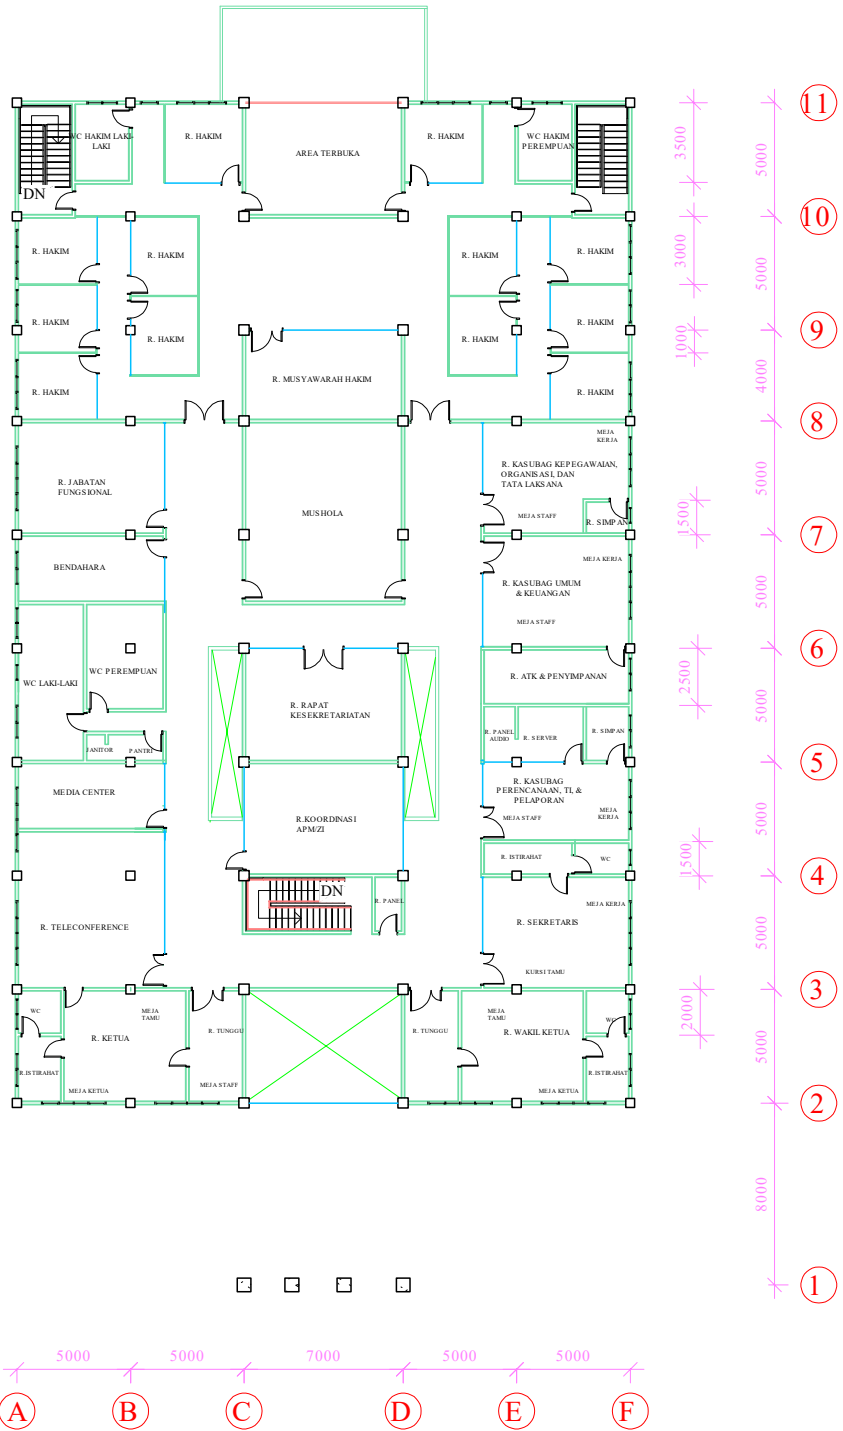 11
3500
5000
WC HAKIM LAKI-
LAKI
R. HAKIM
AREA TERBUKA
R. HAKIM
WC HAKIM
PEREMPUAN
DN
10
R. HAKIM
R. HAKIM
R. HAKIM
R. HAKIM
3000
5000
R. HAKIM
R. HAKIM
R. HAKIM
R. HAKIM
9
1000
R. MUSYAWARAH HAKIM
R. HAKIM
R. HAKIM
4000
8
MEJA
KERJA
R. KASUBAG KEPEGAWAIAN,
ORGANISASI, DAN
TATA LAKSANA
R. JABATAN
FUNGSIONAL
MUSHOLA
MEJA STAFF
R. SIMPAN
1500
5000
7
BENDAHARA
MEJA KERJA
R. KASUBAG UMUM
& KEUANGAN
MEJA STAFF
5000
6
WC LAKI-LAKI
WC PEREMPUAN
R. ATK & PENYIMPANAN
2500
R. RAPAT
KESEKRETARIATAN
R. PANEL
AUDIO
R. SERVER
R. SIMPAN
5000
JANITOR
PANTRI
5
MEDIA CENTER
R. KASUBAG
PERENCANAAN, TI, &
PELAPORAN
MEJA STAFF
MEJA
KERJA
R.KOORDINASI
APM/ZI
5000
1500
R. ISTIRAHAT
WC
4
DN
R. PANEL
MEJA KERJA
R. TELECONFERENCE
R. SEKRETARIS
KURSI TAMU
5000
3
WC
MEJA
TAMU
R. KETUA
R. TUNGGU
R. TUNGGU
MEJA
TAMU
R. WAKIL KETUA
WC
2000
R.ISTIRAHAT
MEJA KETUA
MEJA STAFF
MEJA KETUA
R.ISTIRAHAT
5000
2
8000
1
5000
5000
7000
5000
5000
A
B
C
D
E
F